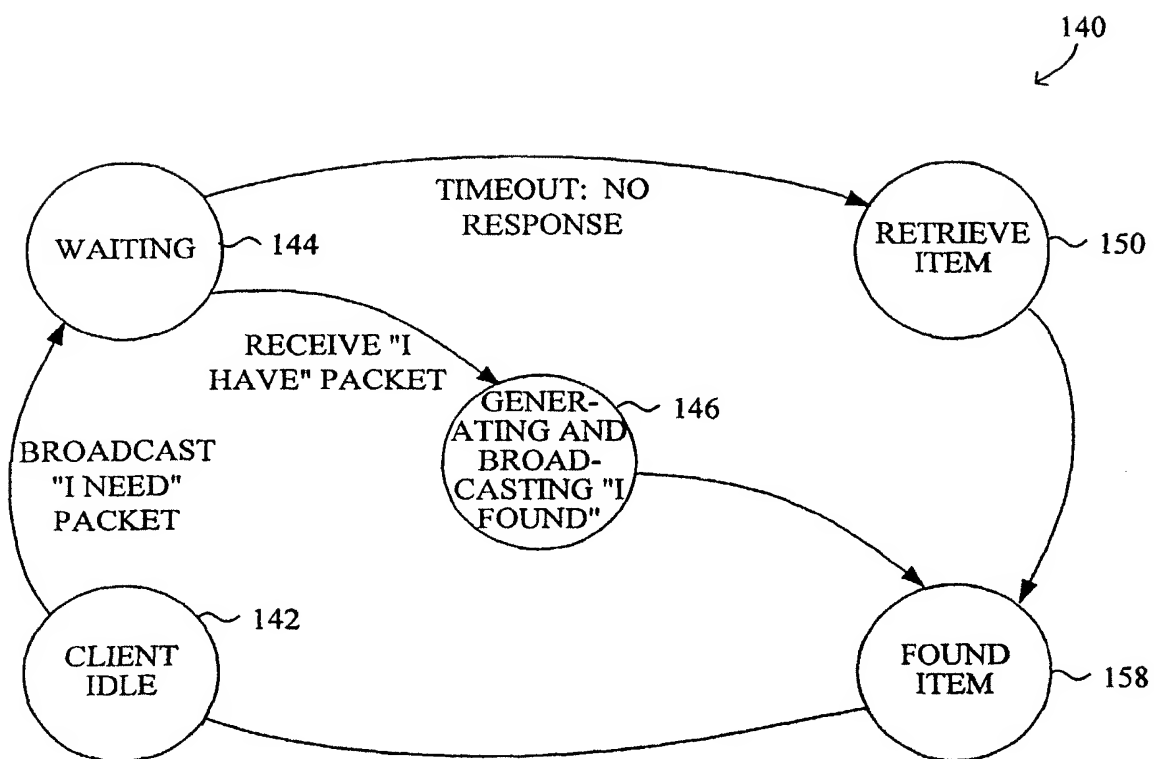 140
WAITING
144
TIMEOUT: NO
RESPONSE
RETRIEVE
ITEM
150
RECEIVE "I
HAVE" PACKET
GENER-
ATING AND
BROAD-
CASTING "I
FOUND"
146
BROADCAST
"I NEED"
PACKET
CLIENT
IDLE
142
FOUND
ITEM
158